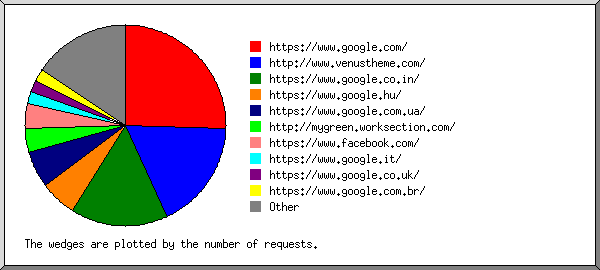 https://www.google.com/
http://www.venustheme.com/
https://www.google.co.in/
https://www.google.hu/
https://www.google.com.ua/
http://mygreen.worksection.com/
https://www.facebook.com/
https://www.google.it/
https://www.google.co.uk/
https://www.google.com.br/
Other
The wedges are plotted by the number of requests.